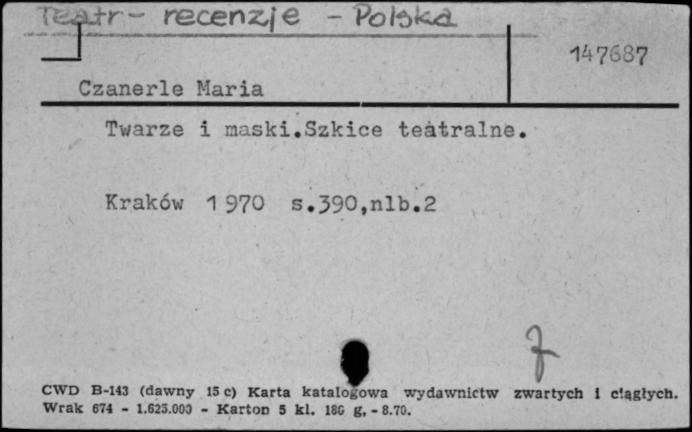 Teatr - recenzje - Polska
147687
Czanerle Maria
Twarze i maski.Szkice teatralne.
Kraków 1970 s.390,nlb.2
CWD B-143 (dawny 15 c) Karta katalogowa wydawnictw zwartych i ciągłych.
Wrak 674 - 1.625.000 - Karton 5 kl. 180 g, - 8.70.